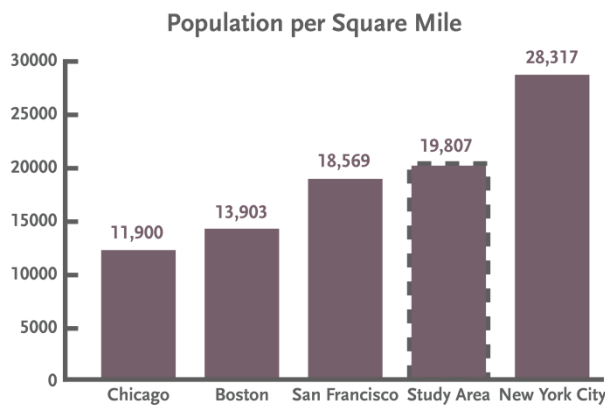 Population per Square Mile
30000
25000
20000
15000
10000
5000
0
11,900
13,903
18,569
19,807
28,317
Chicago
Boston
San Francisco
Study Area
New York City